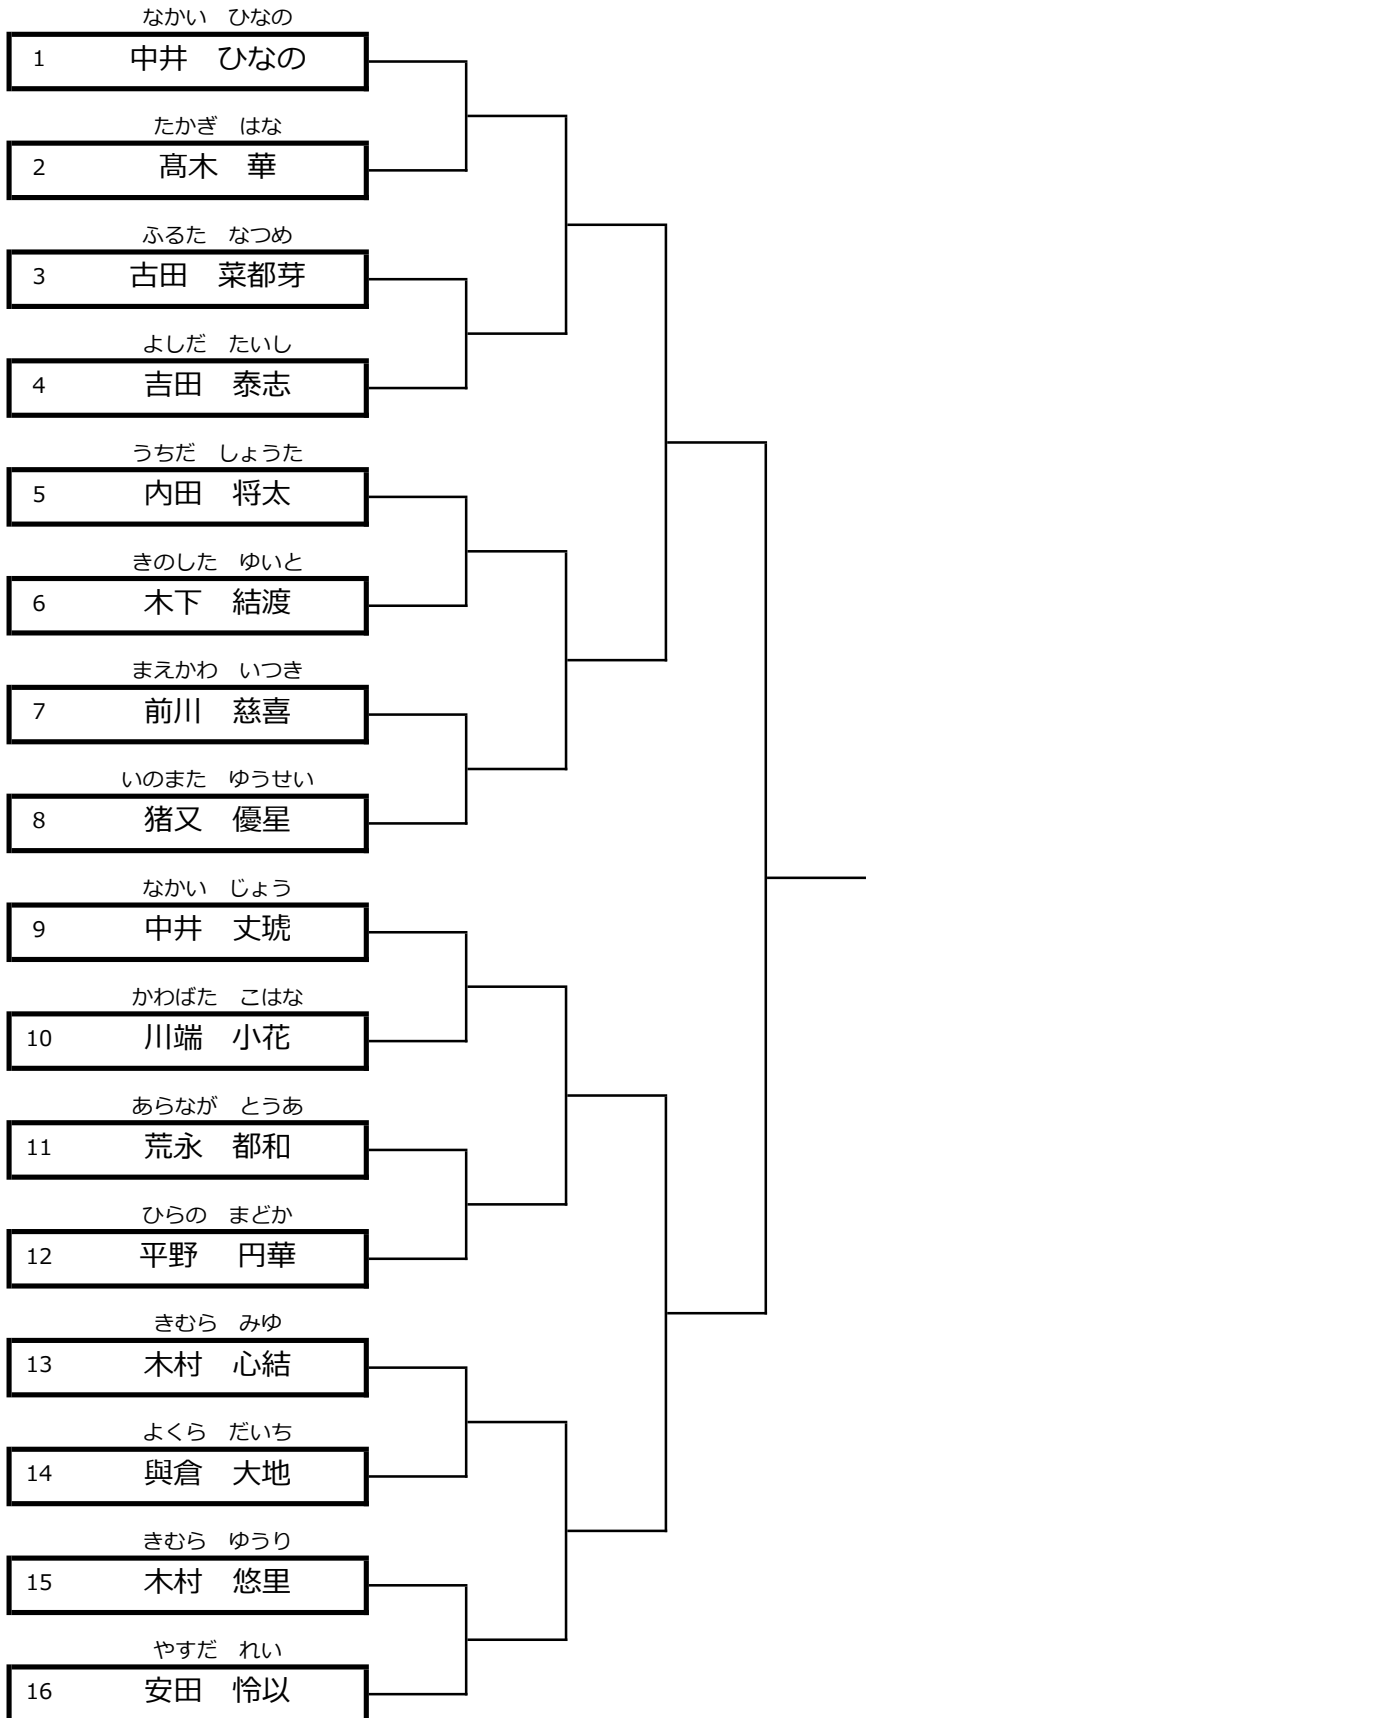 なかい　ひなの
1　中井　ひなの
たかぎ　はな
2　髙木　華
ふるた　なつめ
3　古田　菜都芽
よしだ　たいし
4　吉田　泰志
うちだ　しょうた
5　内田　将太
きのした　ゆいと
6　木下　結渡
まえかわ　いつき
7　前川　慈喜
いのまた　ゆうせい
8　猪又　優星
なかい　じょう
9　中井　丈琥
かわばた　こはな
10　川端　小花
あらなが　とうあ
11　荒永　都和
ひらの　まどか
12　平野　円華
きむら　みゆ
13　木村　心結
よくら　だいち
14　與倉　大地
きむら　ゆうり
15　木村　悠里
やすだ　れい
16　安田　怜以